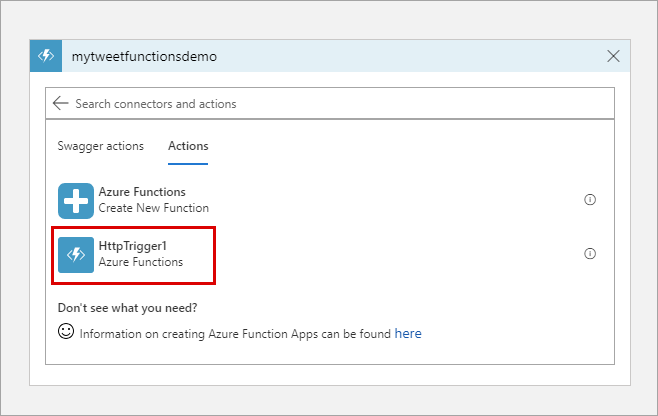 mytweetfunctionsdemo
Search connectors and actions
Swagger actions
Actions
Azure Functions
Create New Function
HttpTrigger1
Azure Functions
Don't see what you need?
Information on creating Azure Function Apps can be found here